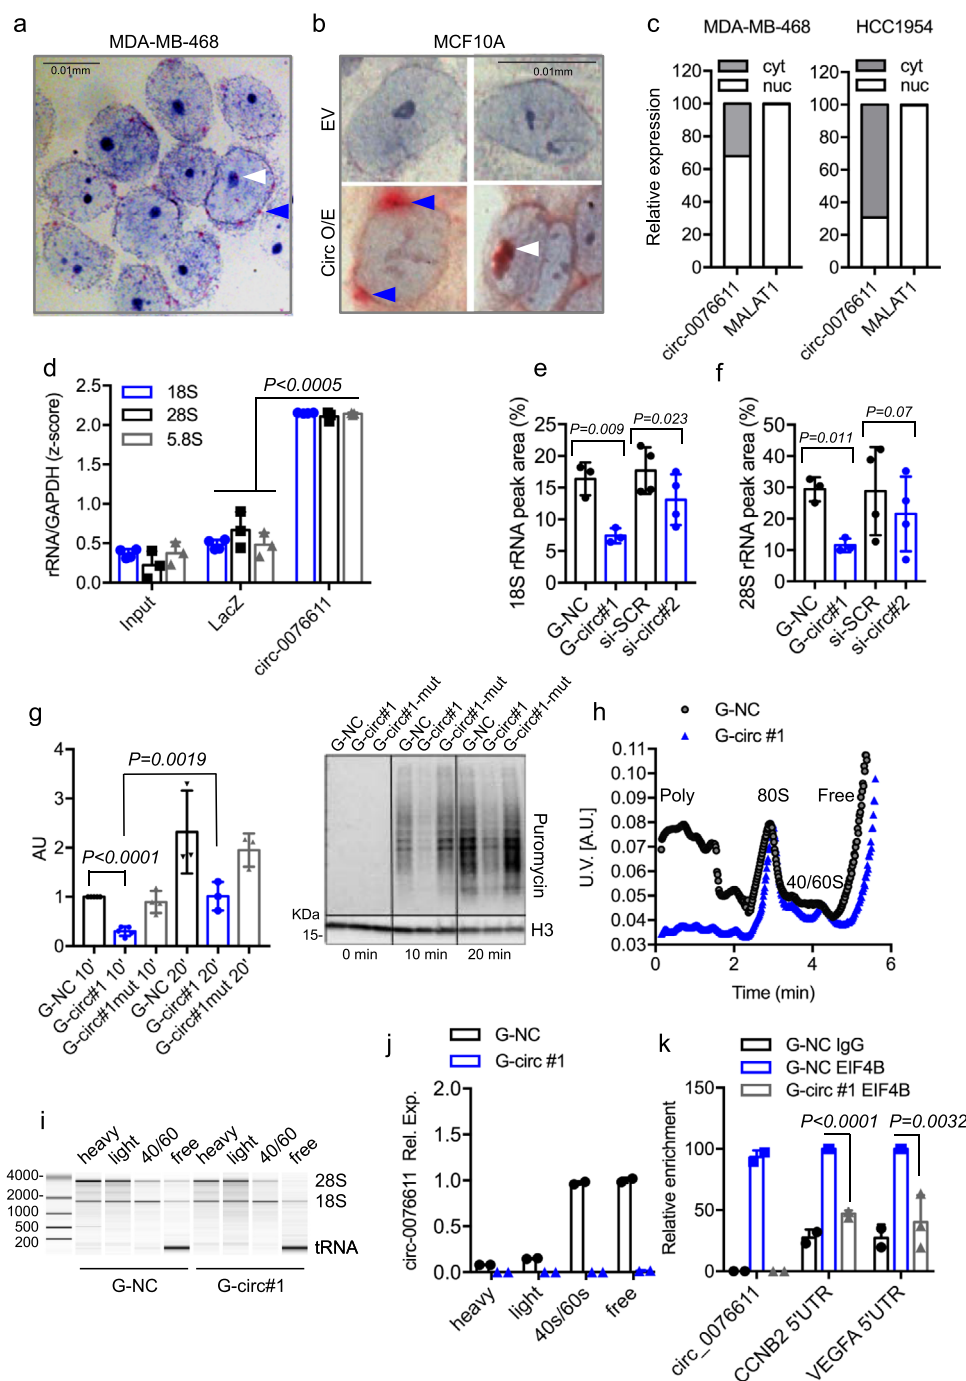 a
MDA-MB-468
0.01mm
b
MCF10A
0.01mm
EV
Circ O/E
c
MDA-MB-468
HCC1954
Relative expression
120
100
80
60
40
20
0
cyt
nuc
circ-0076611
MALAT1
120
100
80
60
40
20
0
cyt
nuc
circ-0076611
MALAT1
d
rRNA/GAPDH (z-score)
2.5
2.0
1.5
1.0
0.5
0.0
18S
28S
5.8S
P<0.0005
Input
LacZ
circ-0076611
e
18S rRNA peak area (%)
25
20
15
10
5
0
P=0.009
P=0.023
G-NC
G-circ#1
si-SCR
si-circ#2
f
28S rRNA peak area (%)
50
40
30
20
10
0
P=0.011
P=0.07
G-NC
G-circ#1
si-SCR
si-circ#2
g
AU
4
3
2
1
0
P=0.0019
P<0.0001
G-NC 10'
G-circ#1 10'
G-circ#1mut 10'
G-NC 20'
G-circ#1 20'
G-circ#1mut 20'
G-NC
G-circ#1
G-circ#1-mut
G-NC
G-circ#1
G-circ#1-mut
G-NC
G-circ#1
G-circ#1-mut
Puromycin
KDa
15-
H3
0 min
10 min
20 min
h
G-NC
G-circ #1
U.V. [A.U.]
0.11
0.10
0.09
0.08
0.07
0.06
0.05
0.04
0.03
Poly
80S
Free
40/60S
0
2
4
6
Time (min)
i
heavy
light
40/60
free
heavy
light
40/60
free
4000-
2000-
1000
500
200
28S
18S
tRNA
G-NC
G-circ#1
j
G-NC
G-circ #1
circ-0076611 Rel. Exp.
2.0
1.5
1.0
0.5
0.0
heavy
light
40s/60s
free
k
G-NC IgG
G-NC EIF4B
G-circ #1 EIF4B
Relative enrichment
150
100
50
0
P<0.0001
P=0.0032
circ_0076611
CCNB2 5'UTR
VEGFA 5'UTR